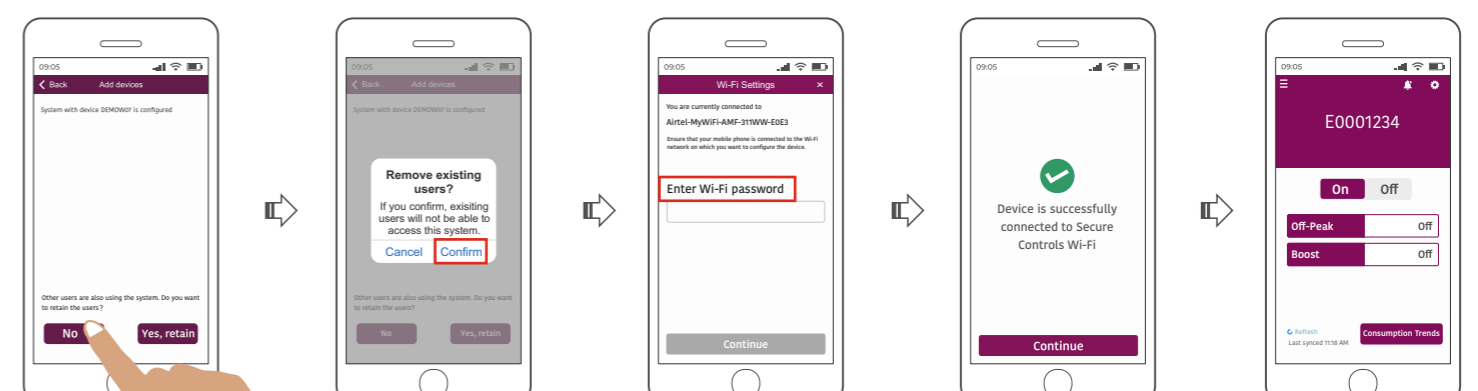 09:05
Back Add devices
System with device DEMOW07 is configured
Other users are also using the system. Do you want
to retain the users?
No Yes, retain
09:05
Back Add devices
System with device DEMOW07 is configured
Remove existing
users?
If you confirm, exisiting
users will not be able to
access this system.
Cancel Confirm
Other users are also using the system. Do you want
to retain the users?
No Yes, retain
09:05
Wi-Fi Settings ×
You are currently connected to
Airtel-MyWiFi-AMF-311WW-E0E3
Ensure that your mobile phone is connected to the Wi-Fi
network on which you want to configure the device.
Enter Wi-Fi password
Continue
09:05
Device is successfully
connected to Secure
Controls Wi-Fi
Continue
09:05
E0001234
On Off
Off-Peak Off
Boost Off
Refresh
Last synced 11:18 AM
Consumption Trends